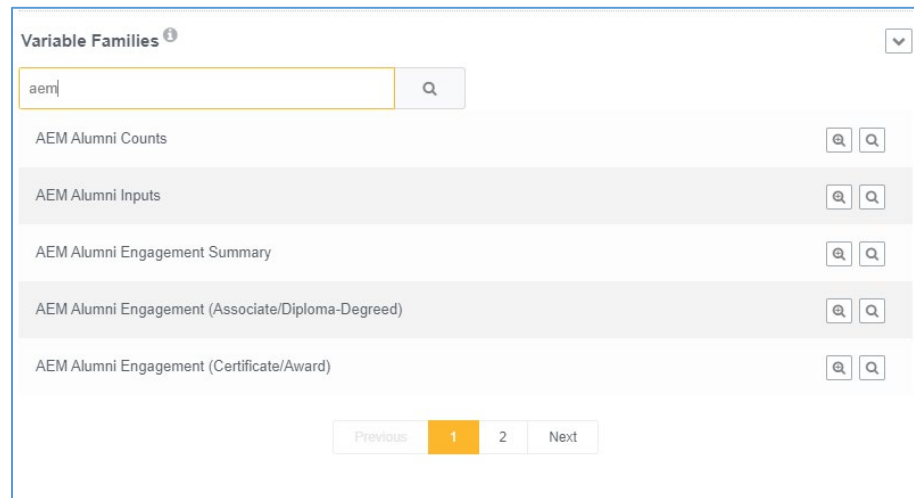 Variable Families
aem
AEM Alumni Counts
AEM Alumni Inputs
AEM Alumni Engagement Summary
AEM Alumni Engagement (Associate/Diploma-Degreed)
AEM Alumni Engagement (Certificate/Award)
Previous 1 2 Next